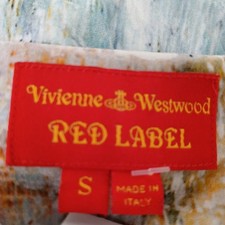 Vivienne Westwood
RED LABEL
S
MADE IN
ITALY